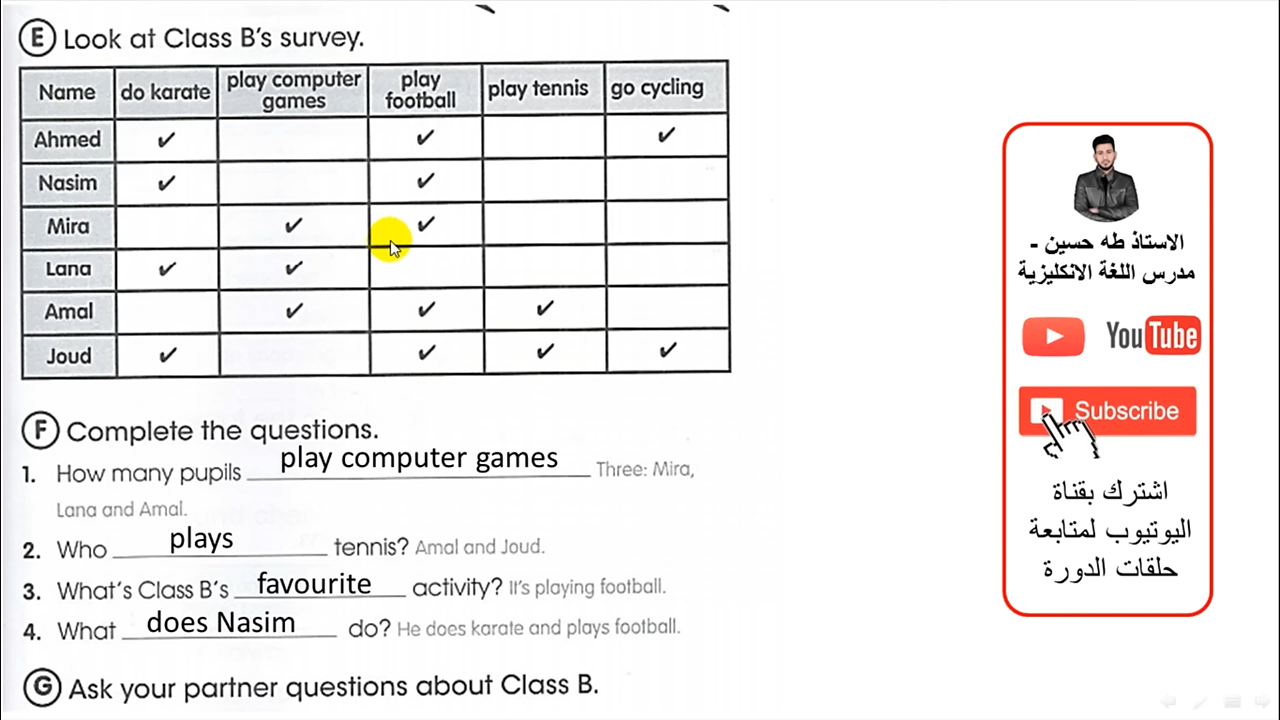 E Look at Class B's survey.
Name do karate play computer games play football play tennis go cycling
Ahmed ✓ ✓ ✓
Nasim ✓ ✓
Mira ✓ ✓
Lana ✓ ✓
Amal ✓ ✓ ✓
Joud ✓ ✓ ✓ ✓
F Complete the questions.
1. How many pupils play computer games Three: Mira,
Lana and Amal.
2. Who plays tennis? Amal and Joud.
3. What's Class B's favourite activity? It's playing football.
4. What does Nasim do? He does karate and plays football.
G Ask your partner questions about Class B.
الاستاذ طه حسين -
مدرس اللغة الانكليزية
YouTube
Subscribe
اشترك بقناة
اليوتيوب لمتابعة
حلقات الدورة